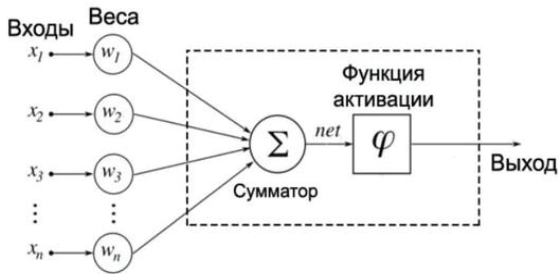 Входы
Веса
x1
w1
x2
w2
x3
w3
⋮
⋮
xn
wn
Σ
Сумматор
net
Функция
активации
φ
Выход